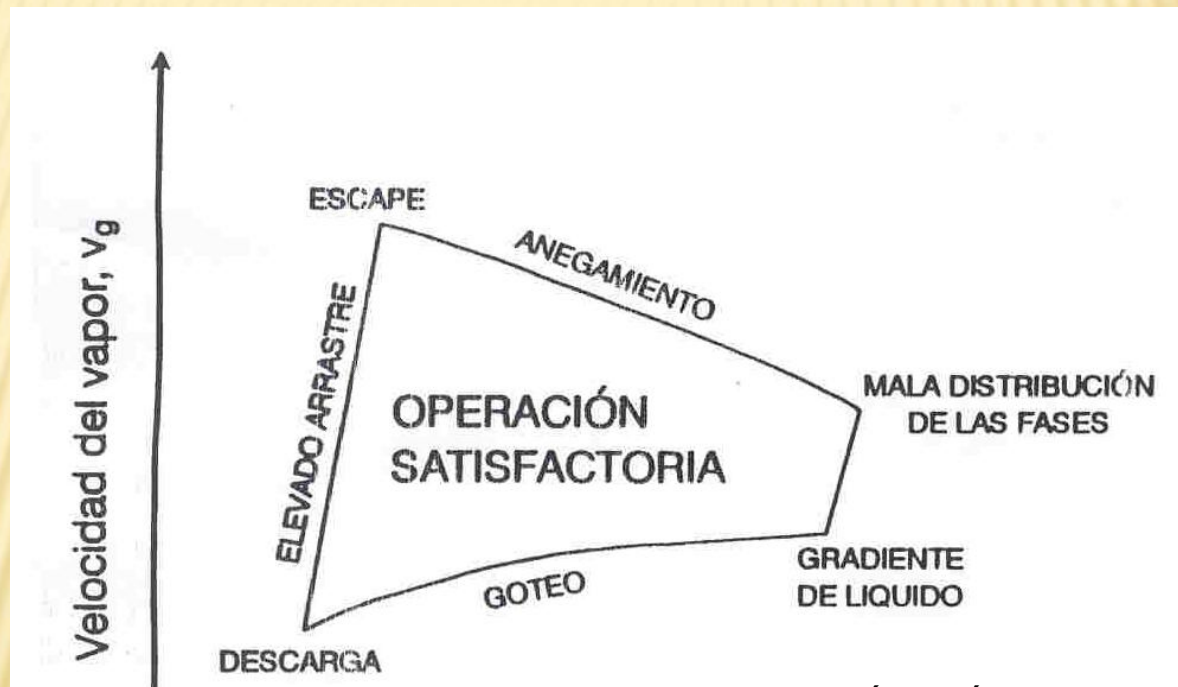 Velocidad del vapor, vg
ESCAPE
ANEGAMIENTO
ELEVADO ARRASTRE
OPERACIÓN
SATISFACTORIA
MALA DISTRIBUCIÓN
DE LAS FASES
GOTEO
GRADIENTE
DE LIQUIDO
DESCARGA